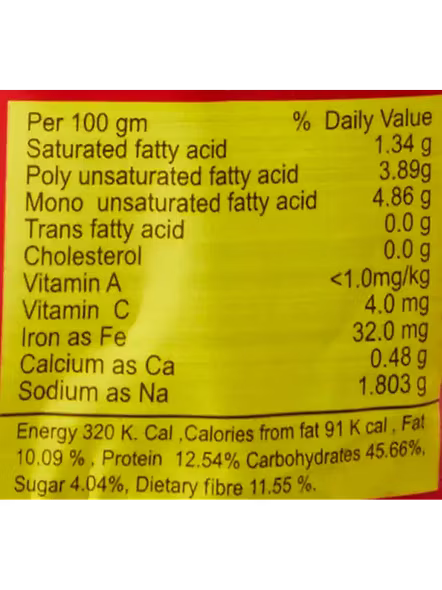 Per 100 gm % Daily Value
Saturated fatty acid 1.34 g
Poly unsaturated fatty acid 3.89g
Mono unsaturated fatty acid 4.86 g
Trans fatty acid 0.0 g
Cholesterol 0.0 g
Vitamin A <1.0mg/kg
Vitamin C 4.0 mg
Iron as Fe 32.0 mg
Calcium as Ca 0.48 g
Sodium as Na 1.803 g
Energy 320 K. Cal ,Calories from fat 91 K cal , Fat
10.09 % , Protein 12.54% Carbohydrates 45.66%,
Sugar 4.04%, Dietary fibre 11.55 %.